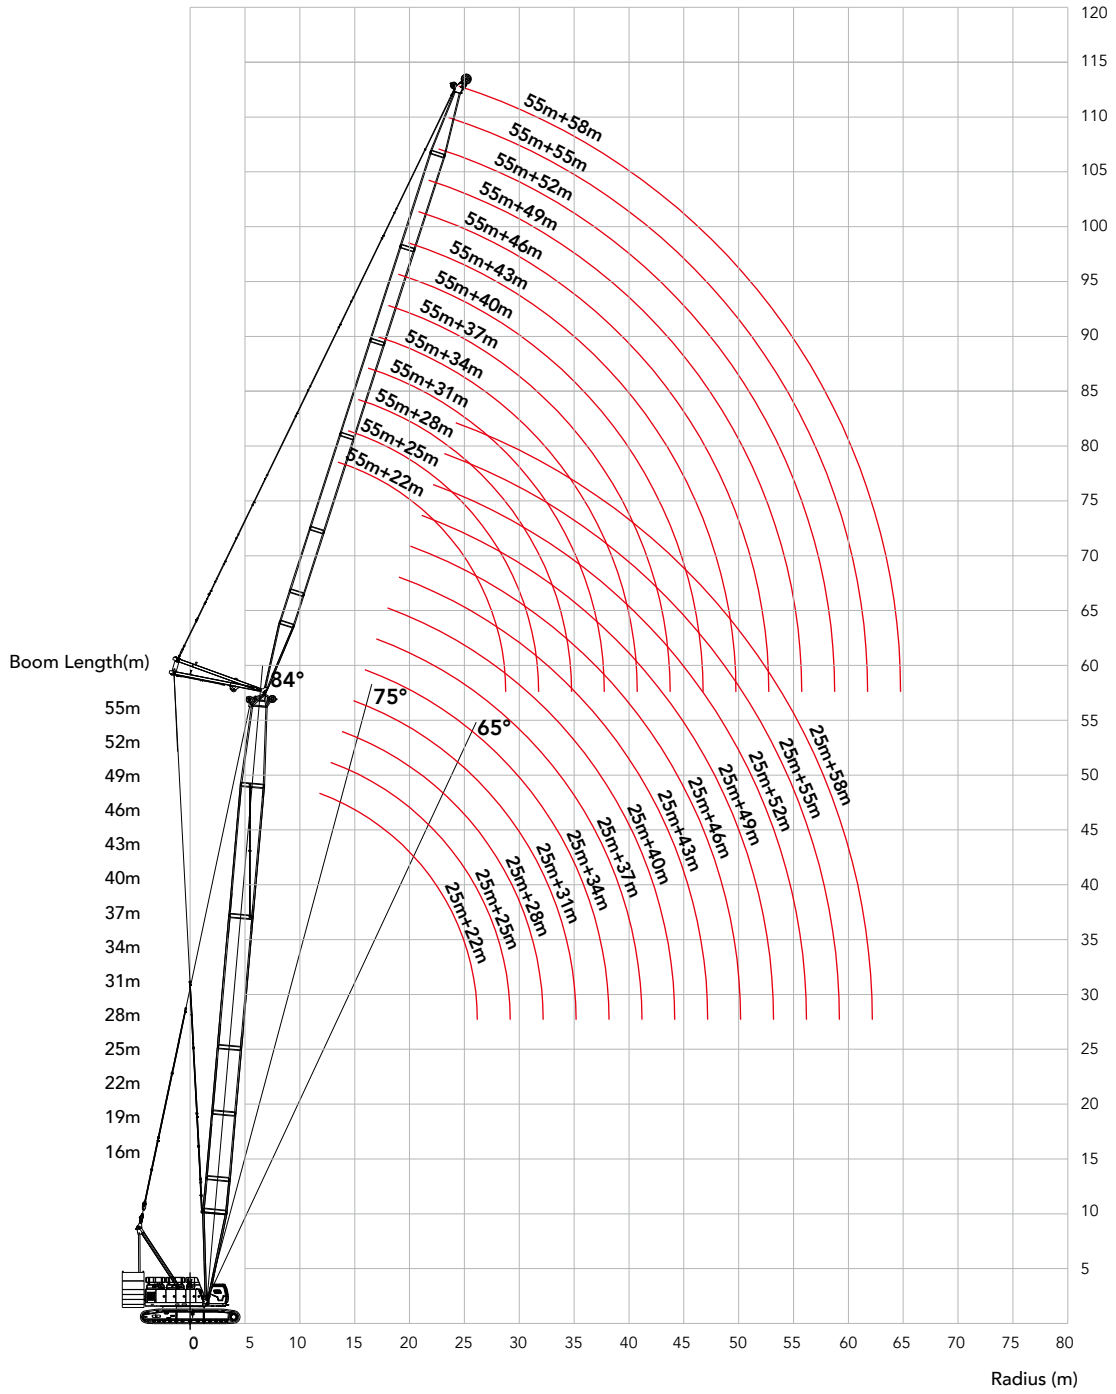 120
115
110
105
100
95
90
85
80
75
70
65
60
55
50
45
40
35
30
25
20
15
10
5
55m+58m
55m+55m
55m+52m
55m+49m
55m+46m
55m+43m
55m+40m
55m+37m
55m+34m
55m+31m
55m+28m
55m+25m
55m+22m
Boom Length(m)
55m
52m
49m
46m
43m
40m
37m
34m
31m
28m
25m
22m
19m
16m
84°
75°
65°
25m+58m
25m+55m
25m+52m
25m+49m
25m+46m
25m+43m
25m+40m
25m+37m
25m+34m
25m+31m
25m+28m
25m+25m
25m+22m
0 5 10 15 20 25 30 35 40 45 50 55 60 65 70 75 80
Radius (m)